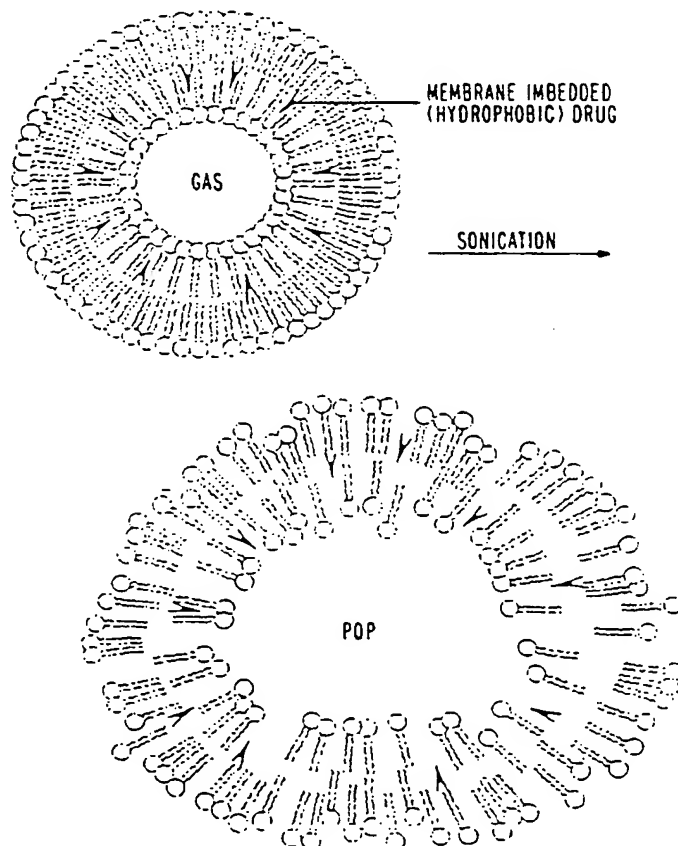 MEMBRANE IMBEDDED
(HYDROPHOBIC) DRUG
GAS
SONICATION
POP